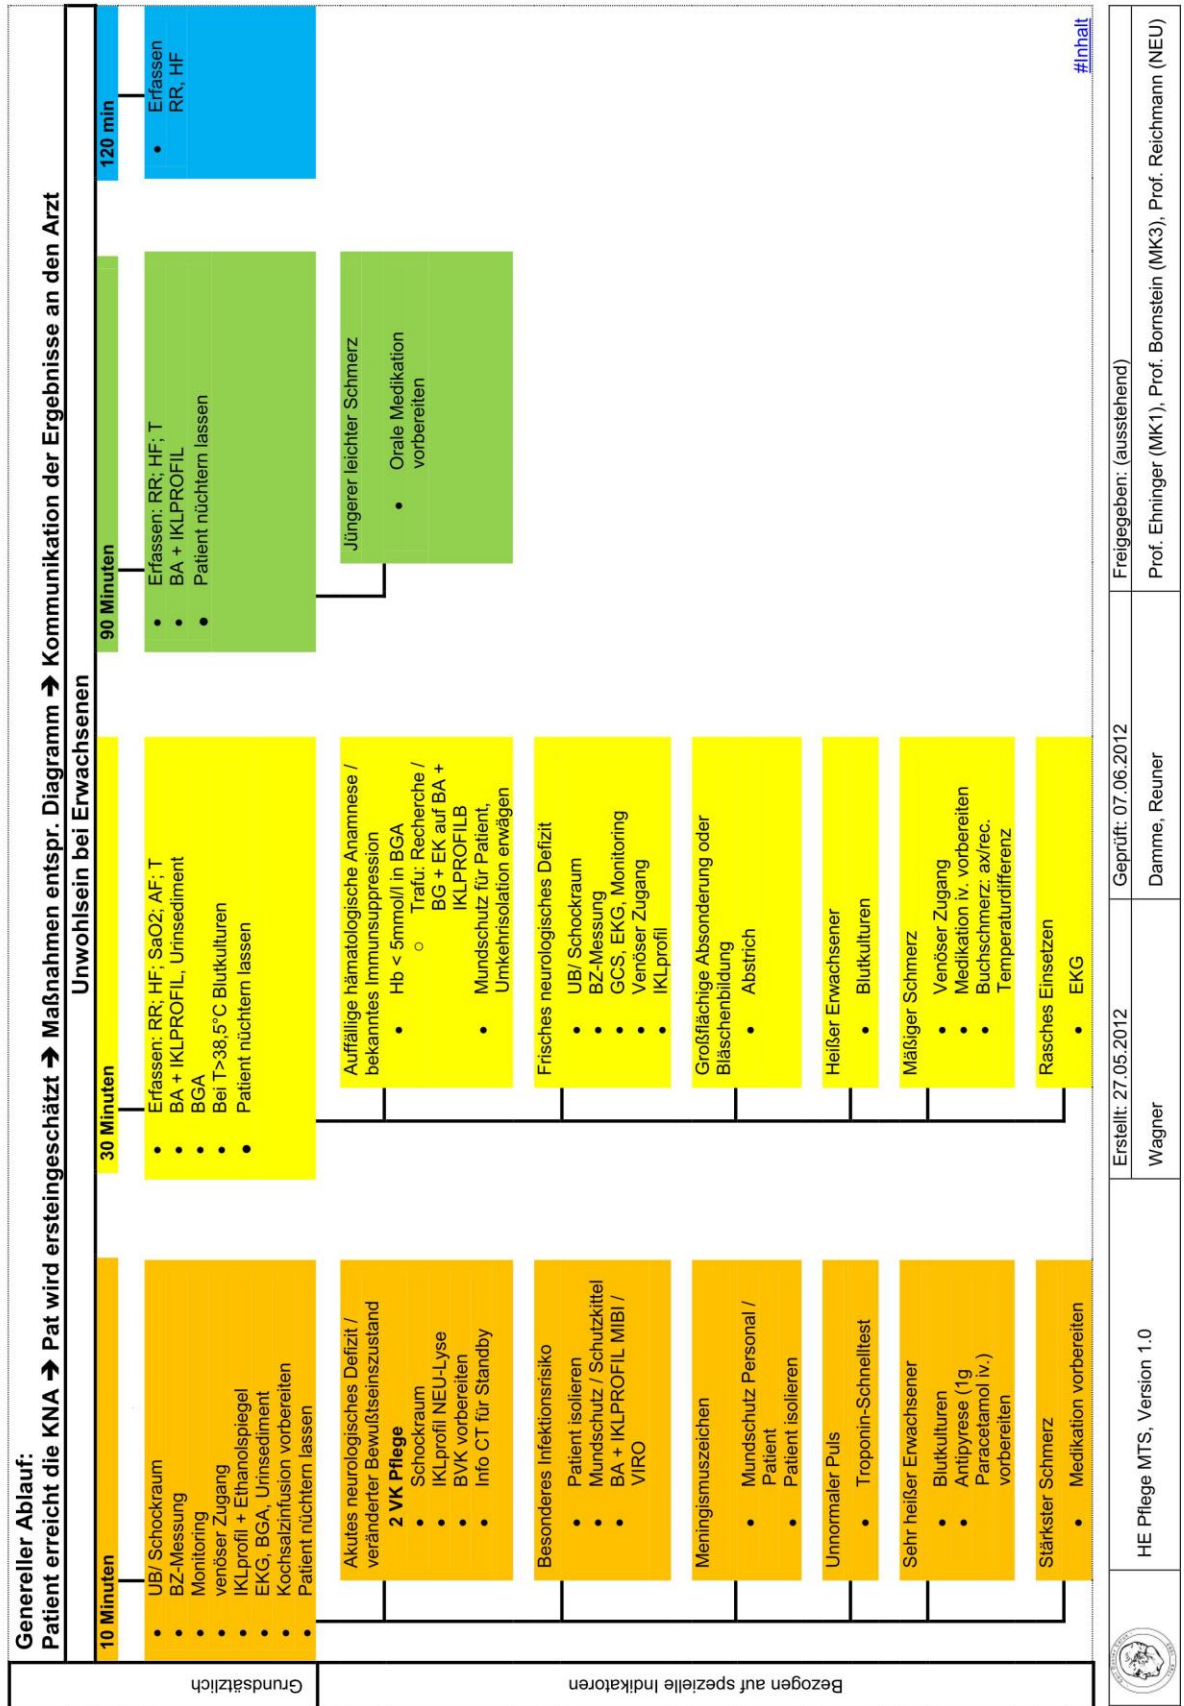 Genereller Ablauf:
Patient erreicht die KNA ➔ Pat wird ersteingeschätzt ➔ Maßnahmen entspr. Diagramm ➔ Kommunikation der Ergebnisse an den Arzt
Unwohlsein bei Erwachsenen
Grundsätzlich
10 Minuten
• UB/ Schockraum
• BZ-Messung
• Monitoring
• venöser Zugang
• IKLprofil + Ethanolspiegel
• EKG, BGA, Urinsediment
• Kochsalzinfusion vorbereiten
• Patient nüchtern lassen
30 Minuten
• Erfassen: RR; HF; SaO2; AF; T
• BA + IKLPROFIL, Urinsediment
• BGA
• Bei T>38,5°C Blutkulturen
• Patient nüchtern lassen
90 Minuten
• Erfassen: RR; HF; T
• BA + IKLPROFIL
• Patient nüchtern lassen
120 min
• Erfassen
RR, HF
Bezogen auf spezielle Indikatoren
Akutes neurologisches Defizit /
veränderter Bewußtseinszustand
2 VK Pflege
• Schockraum
• IKLprofil NEU-Lyse
• BVK vorbereiten
• Info CT für Standby
Besonderes Infektionsrisiko
• Patient isolieren
• Mundschutz / Schutzkittel
• BA + IKLPROFIL MIBI /
VIRO
Meningismuszeichen
• Mundschutz Personal /
Patient
• Patient isolieren
Unnormaler Puls
• Troponin-Schnelltest
Sehr heißer Erwachsener
• Blutkulturen
• Antipyrese (1g
Paracetamol iv.)
vorbereiten
Stärkster Schmerz
• Medikation vorbereiten
Auffällige hämatologische Anamnese /
bekanntes Immunsuppression
• Hb < 5mmol/l in BGA
○ Trafu: Recherche /
BG + EK auf BA +
IKLPROFILB
• Mundschutz für Patient,
Umkehrisolation erwägen
Frisches neurologisches Defizit
• UB/ Schockraum
• BZ-Messung
• GCS, EKG, Monitoring
• Venöser Zugang
• IKLprofil
Großflächige Absonderung oder
Bläschenbildung
• Abstrich
Heißer Erwachsener
• Blutkulturen
Mäßiger Schmerz
• Venöser Zugang
• Medikation iv. vorbereiten
• Buchschmerz: ax/rec.
Temperaturdifferenz
Rasches Einsetzen
• EKG
Jüngerer leichter Schmerz
• Orale Medikation
vorbereiten
#Inhalt
HE Pflege MTS, Version 1.0
Erstellt: 27.05.2012
Wagner
Geprüft: 07.06.2012
Damme, Reuner
Freigegeben: (ausstehend)
Prof. Ehninger (MK1), Prof. Bornstein (MK3), Prof. Reichmann (NEU)